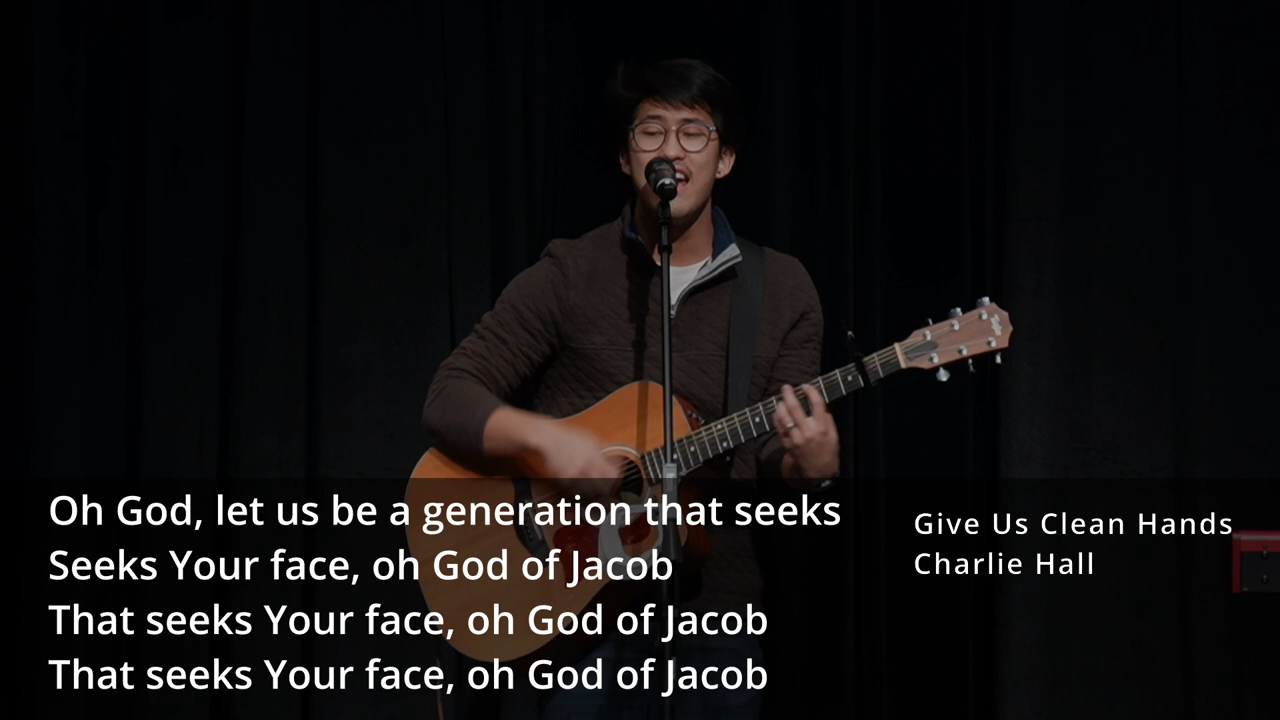 Oh God, let us be a generation that seeks
Seeks Your face, oh God of Jacob
That seeks Your face, oh God of Jacob
That seeks Your face, oh God of Jacob
Give Us Clean Hands
Charlie Hall